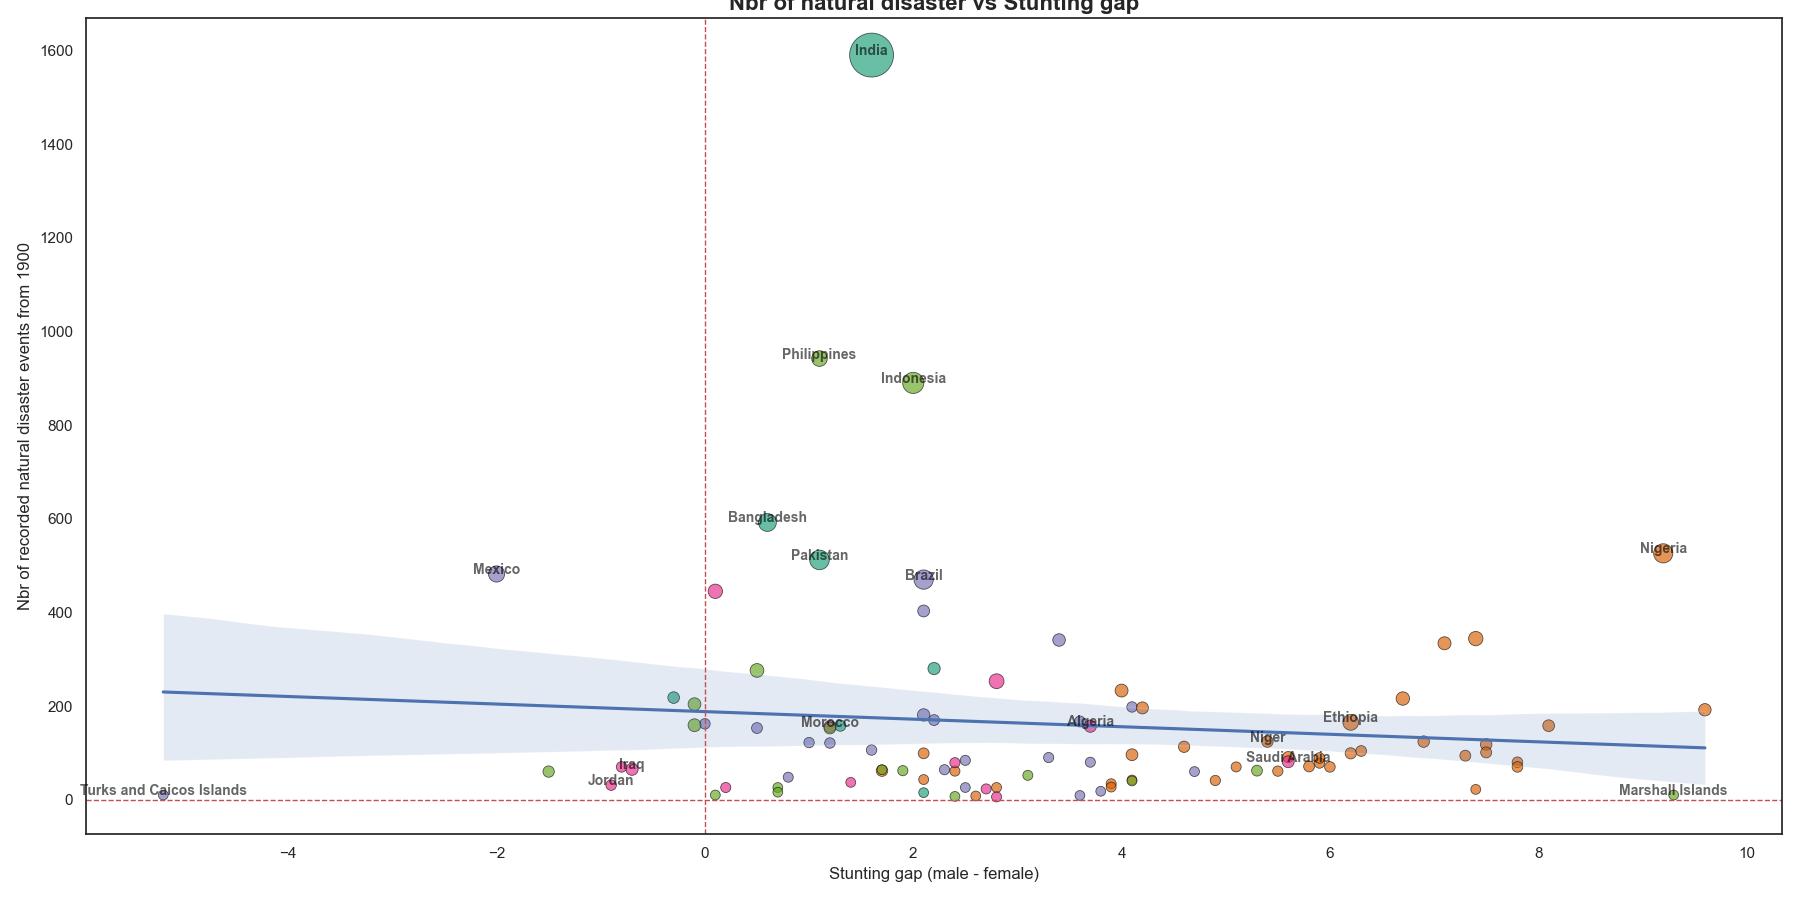 Nbr of natural disaster vs Stunting gap
1600
1400
1200
1000
800
600
400
200
0
Nbr of recorded natural disaster events from 1900
India
Philippines
Indonesia
Bangladesh
Pakistan
Mexico
Brazil
Nigeria
Morocco
Algeria
Ethiopia
Niger
Saudi Arabia
Iraq
Jordan
Turks and Caicos Islands
Marshall Islands
−4
−2
0
2
4
6
8
10
Stunting gap (male - female)